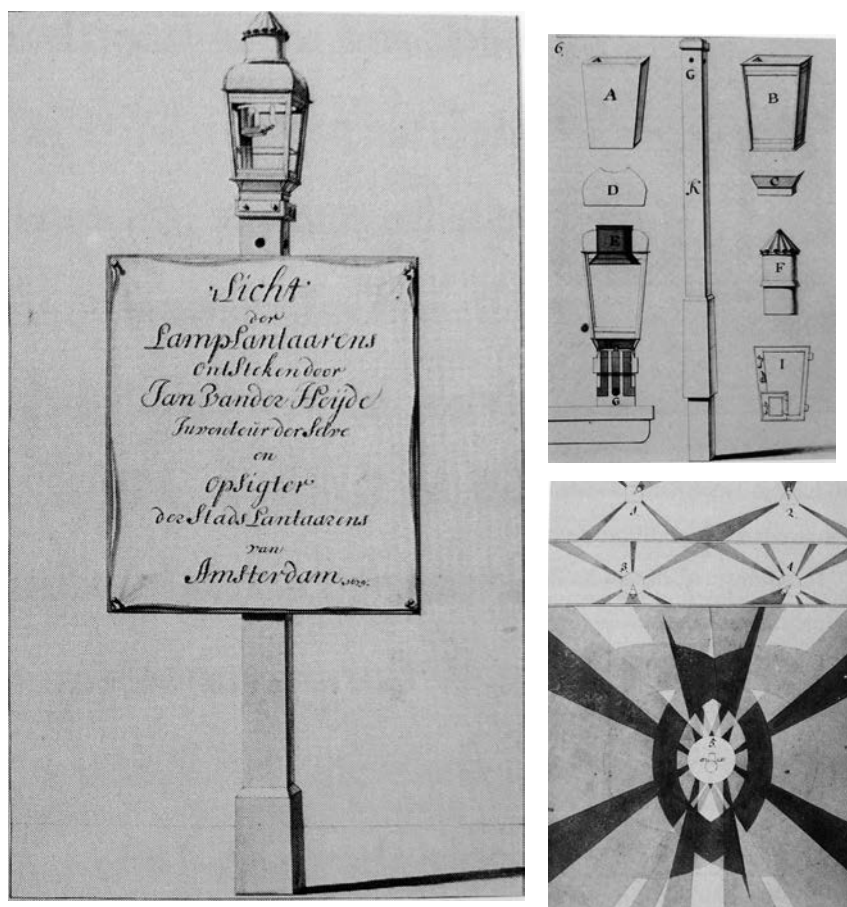 't Licht
der
LampLantaarens
OntSteken door
Jan Vander Heijde
Inventeur der Selve
en
OpSigter
der Stads Lantaarens
van
Amsterdam
6.
A
G
B
K
D
C
E
F
I
G
1.
2.
3.
4.
5.